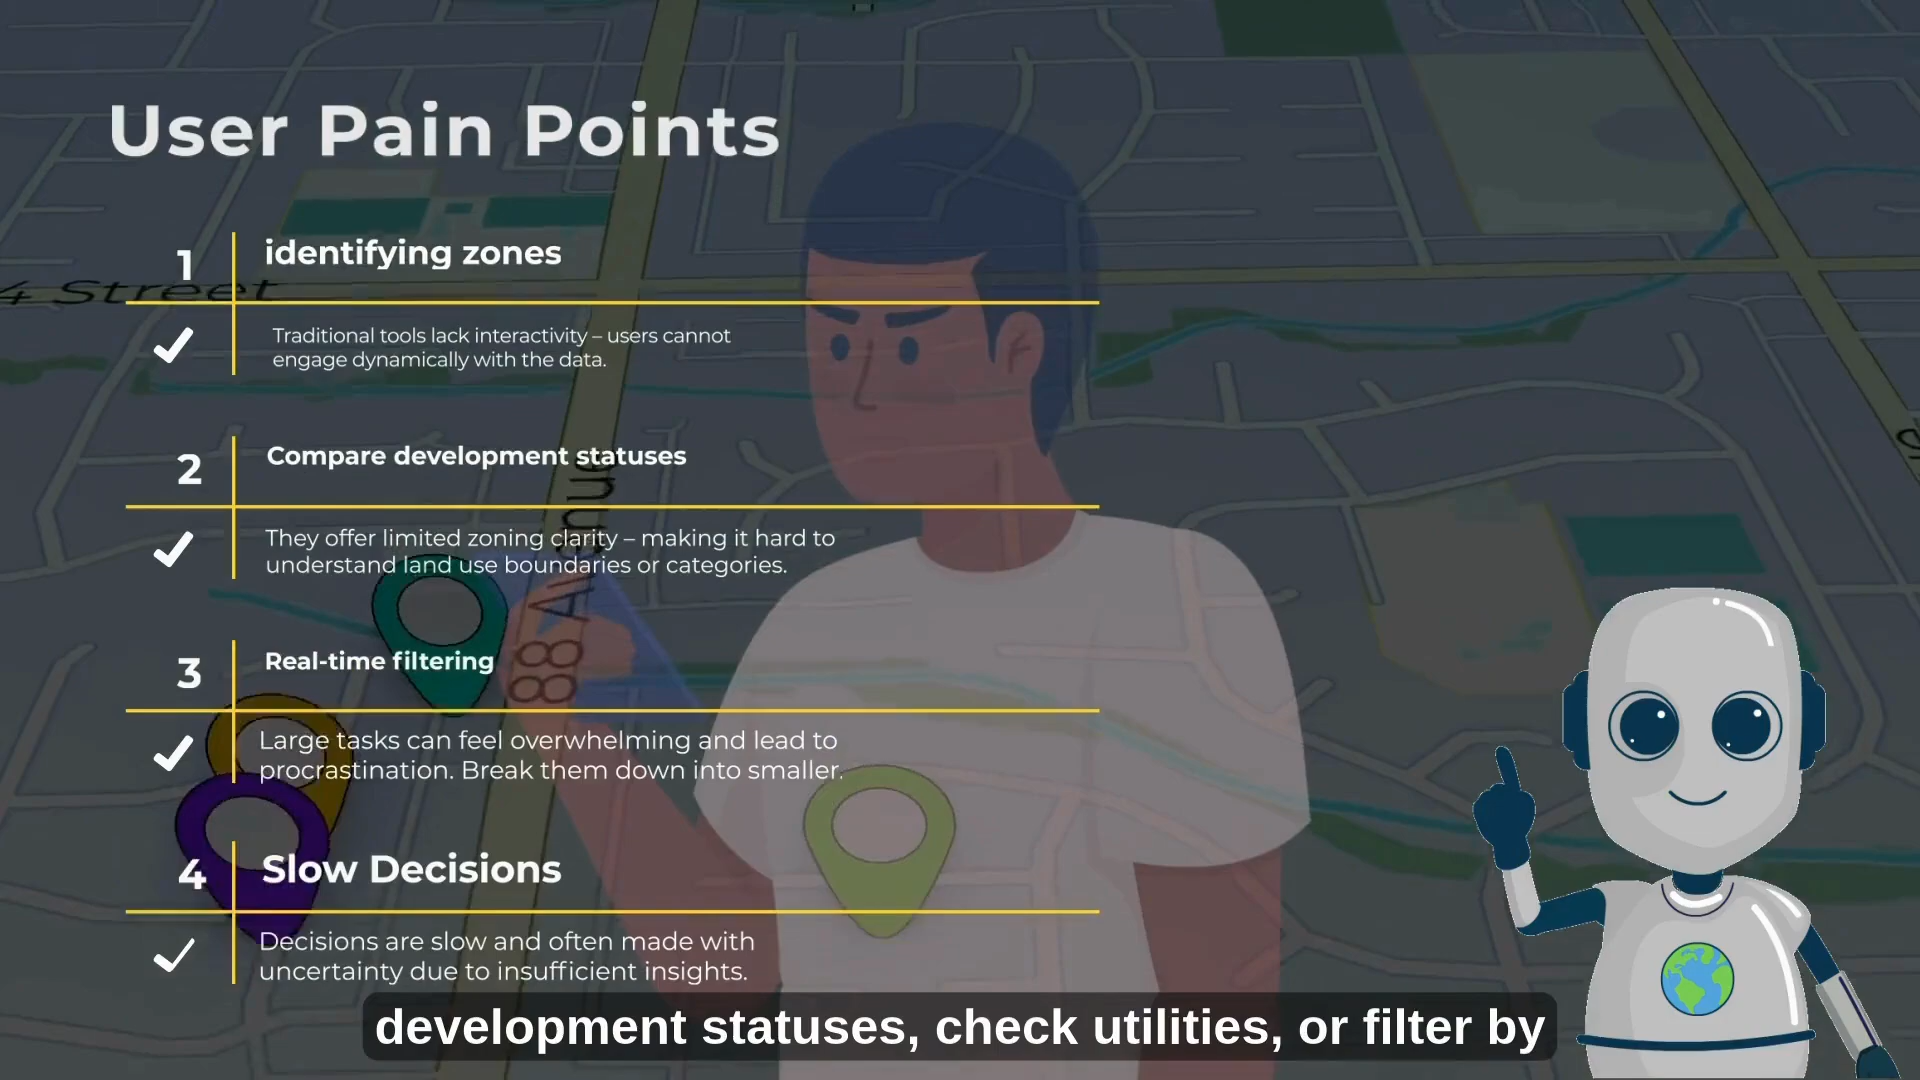 User Pain Points
1
identifying zones
4 Street
Traditional tools lack interactivity – users cannot
engage dynamically with the data.
2
Compare development statuses
They offer limited zoning clarity – making it hard to
understand land use boundaries or categories.
88 Avenue
3
Real-time filtering
Large tasks can feel overwhelming and lead to
procrastination. Break them down into smaller.
4
Slow Decisions
Decisions are slow and often made with
uncertainty due to insufficient insights.
development statuses, check utilities, or filter by